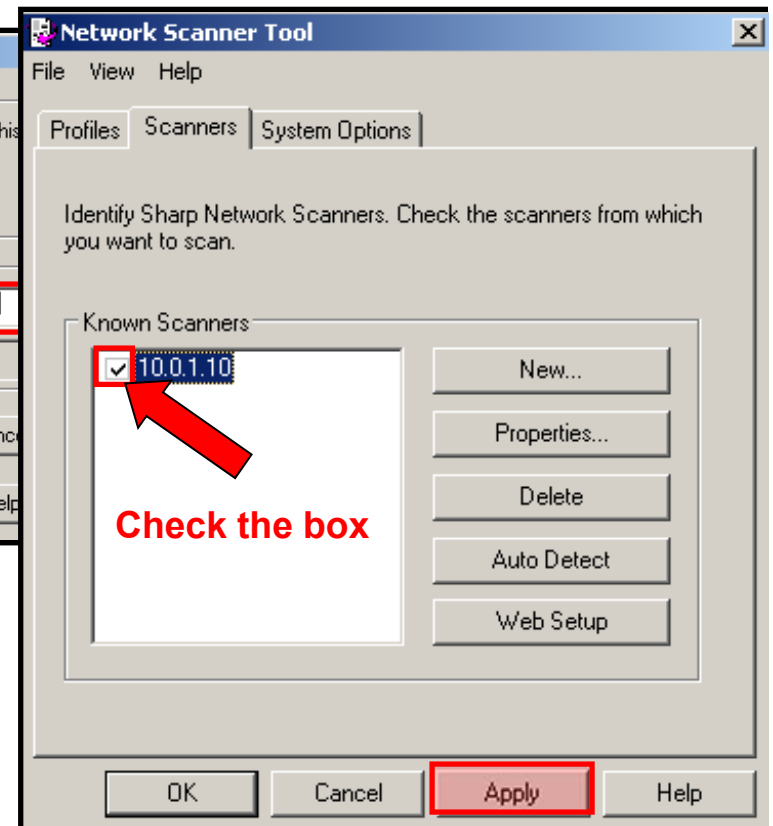 Network Scanner Tool
File View Help
Profiles Scanners System Options
Identify Sharp Network Scanners. Check the scanners from which
you want to scan.
Known Scanners
10.0.1.10
New...
Properties...
Delete
Auto Detect
Web Setup
Check the box
OK Cancel Apply Help